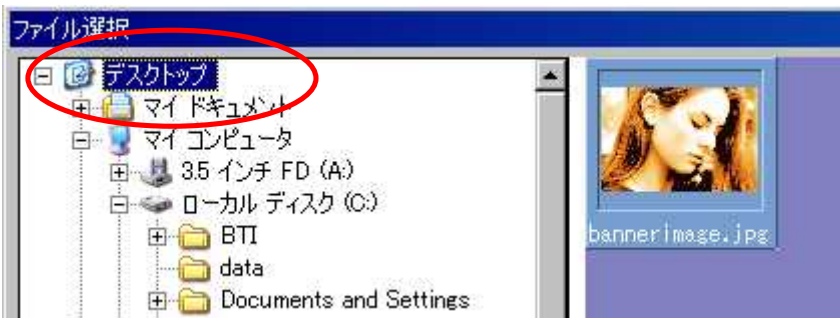 ファイル選択
デスクトップ
マイ ドキュメント
マイ コンピュータ
3.5 インチ FD (A:)
ローカル ディスク (C:)
BTI
data
Documents and Settings
bannerimage.jpg